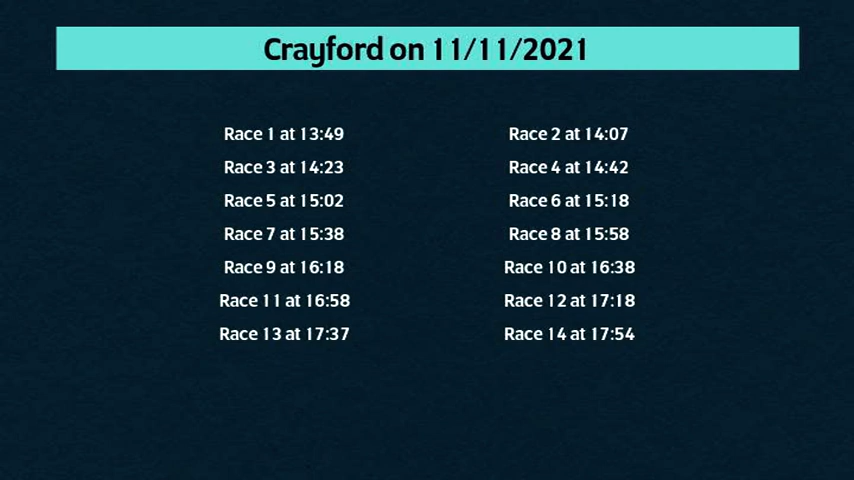 Crayford on 11/11/2021
Race 1 at 13:49
Race 2 at 14:07
Race 3 at 14:23
Race 4 at 14:42
Race 5 at 15:02
Race 6 at 15:18
Race 7 at 15:38
Race 8 at 15:58
Race 9 at 16:18
Race 10 at 16:38
Race 11 at 16:58
Race 12 at 17:18
Race 13 at 17:37
Race 14 at 17:54